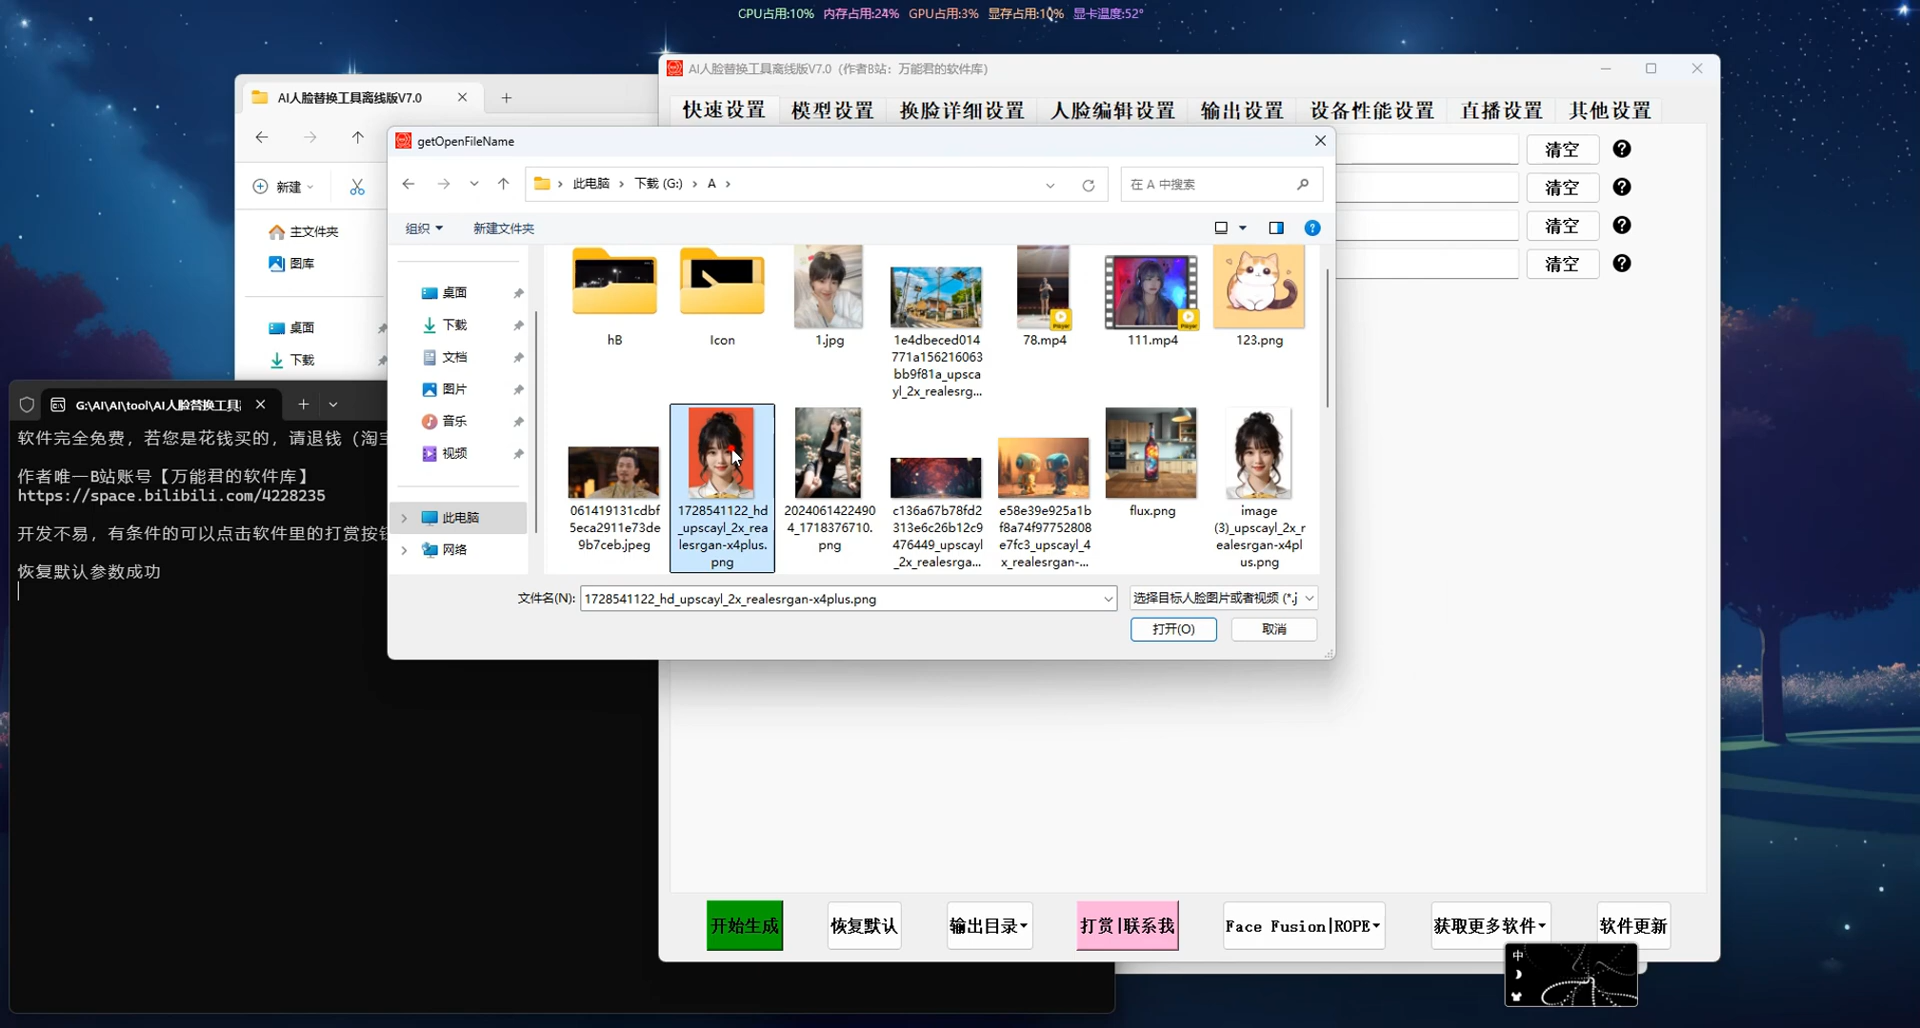 CPU占用:10% 内存占用:24% GPU占用:3% 显存占用:10% 显卡温度:52°
AI人脸替换工具离线版V7.0
AI人脸替换工具离线版V7.0（作者B站：万能君的软件库）
快速设置 模型设置 换脸详细设置 人脸编辑设置 输出设置 设备性能设置 直播设置 其他设置
清空
清空
清空
清空
新建
主文件夹
图库
桌面
下载
getOpenFileName
此电脑 › 下载 (G:) › A ›
在 A 中搜索
组织
新建文件夹
桌面
下载
文档
图片
音乐
视频
此电脑
网络
hB
Icon
1.jpg
1e4dbeced014
771a156216063
bb9f81a_upsca
yl_2x_realesrg...
78.mp4
111.mp4
123.png
061419131cdbf
5eca2911e73de
9b7ceb.jpeg
1728541122_hd
_upscayl_2x_rea
lesrgan-x4plus.
png
2024061422490
4_1718376710.
png
c136a67b78fd2
313e6c26b12c9
476449_upscayl
_2x_realesrga...
e58e39e925a1b
f8a74f97752808
e7fc3_upscayl_4
x_realesrgan-...
flux.png
image
(3)_upscayl_2x_r
ealesrgan-x4pl
us.png
文件名(N): 1728541122_hd_upscayl_2x_realesrgan-x4plus.png
选择目标人脸图片或者视频 (*.j
打开(O)
取消
G:\AI\AI\tool\AI人脸替换工具
软件完全免费，若您是花钱买的，请退钱（淘宝
作者唯一B站账号【万能君的软件库】
https://space.bilibili.com/4228235
开发不易，有条件的可以点击软件里的打赏按钮
恢复默认参数成功
开始生成
恢复默认
输出目录
打赏|联系我
Face Fusion|ROPE
获取更多软件
软件更新
中